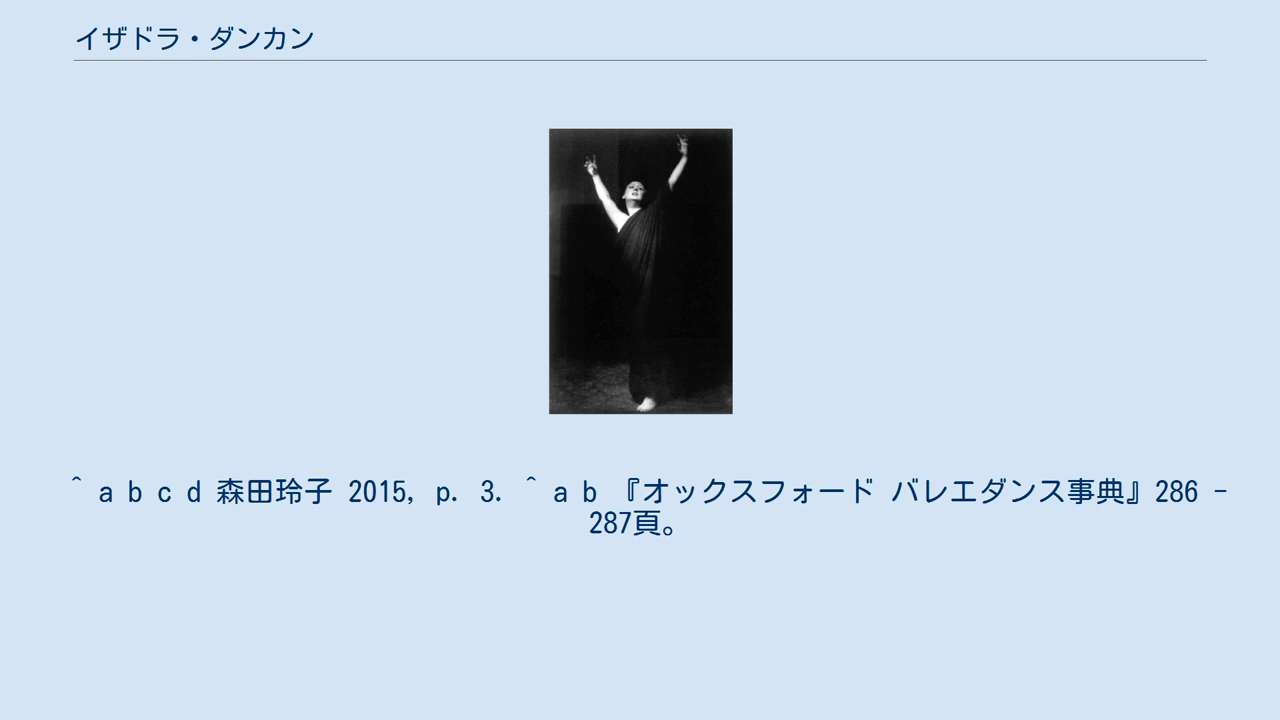 イザドラ・ダンカン
^ a b c d 森田玲子 2015, p. 3. ^ a b 『オックスフォード バレエダンス事典』286 -
287頁。